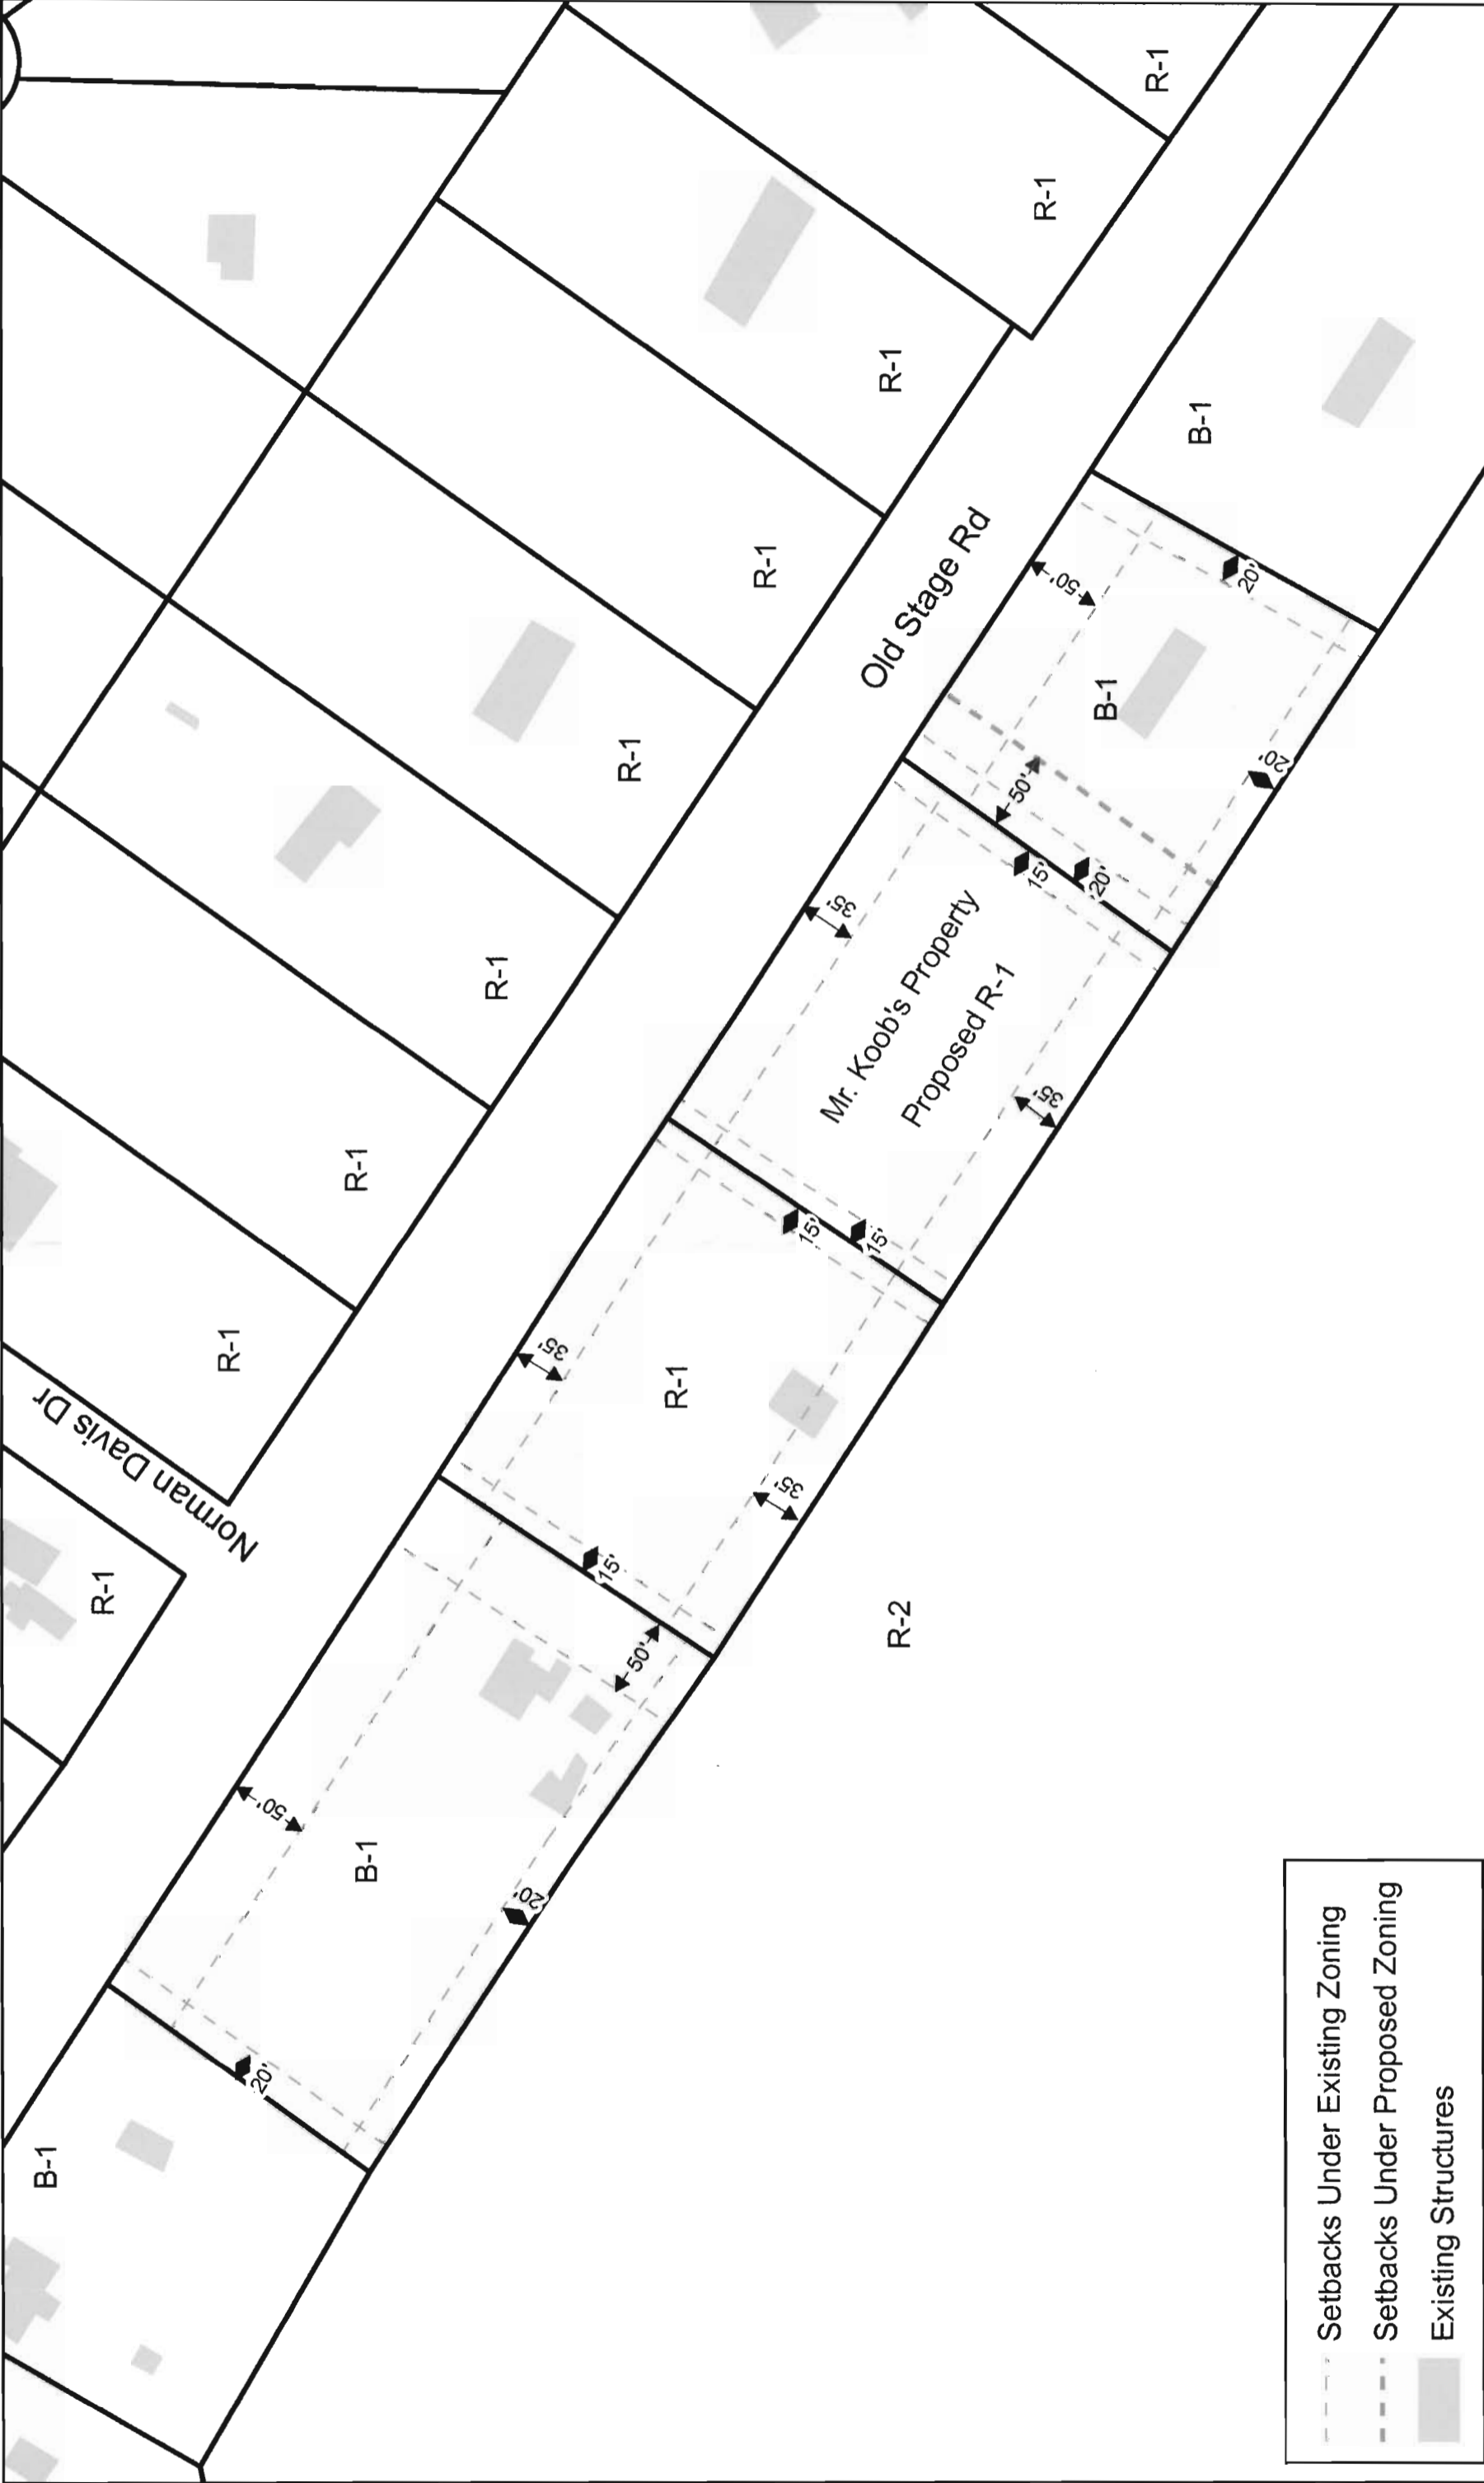 R-1
R-1
R-1
R-1
R-1
R-1
R-1
R-1
R-1
Norman Davis Dr
Old Stage Rd
B-1
B-1
50'
20'
20'
50'
15'
20'
35'
Mr. Koob's Property
Proposed R-1
35'
15'
15'
35'
R-1
35'
15'
50'
R-2
50'
B-1
20'
20'
B-1
Setbacks Under Existing Zoning
Setbacks Under Proposed Zoning
Existing Structures